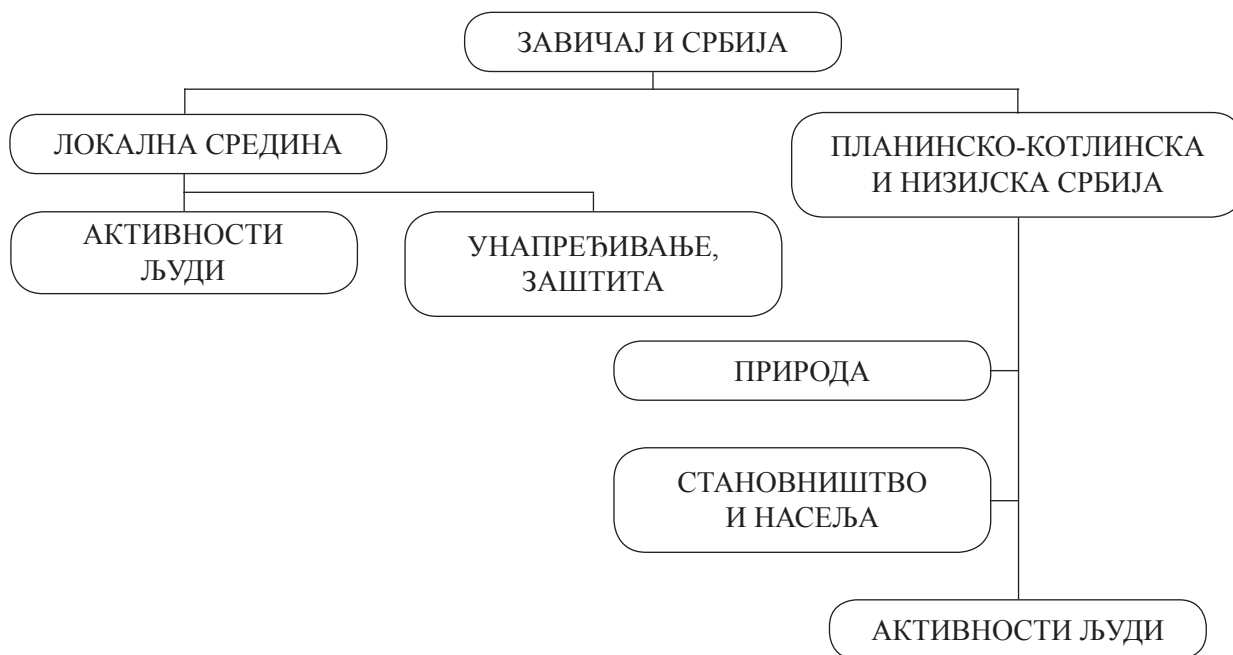 ЗАВИЧАЈ И СРБИЈА
ЛОКАЛНА СРЕДИНА
ПЛАНИНСКО-КОТЛИНСКА
И НИЗИЈСКА СРБИЈА
АКТИВНОСТИ
ЉУДИ
УНАПРЕЂИВАЊЕ,
ЗАШТИТА
ПРИРОДА
СТАНОВНИШТВО
И НАСЕЉА
АКТИВНОСТИ ЉУДИ